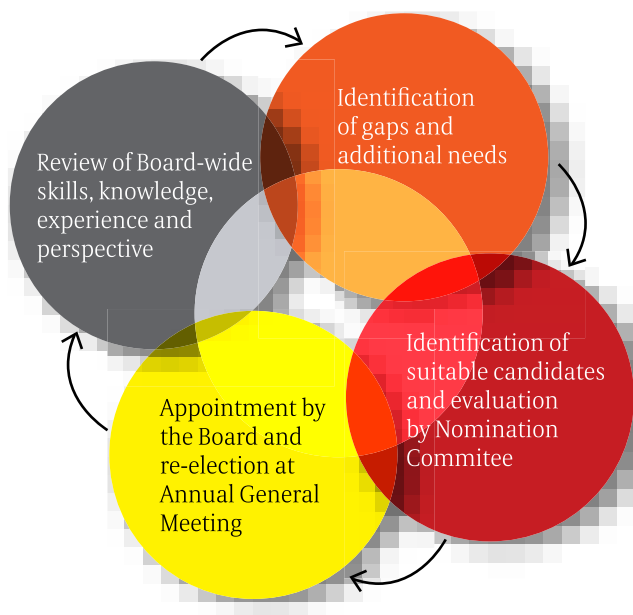 Review of Board-wide
skills, knowledge,
experience and
perspective
Identification
of gaps and
additional needs
Identification of
suitable candidates
and evaluation
by Nomination
Commitee
Appointment by
the Board and
re-election at
Annual General
Meeting